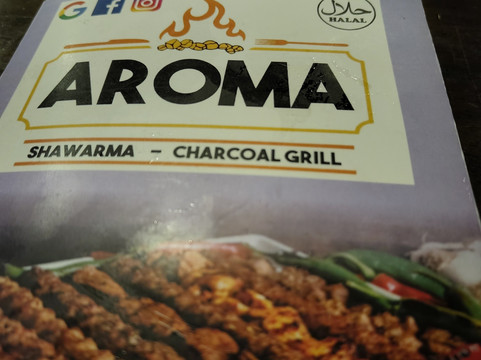 حلال
HALAL
AROMA
SHAWARMA – CHARCOAL GRILL